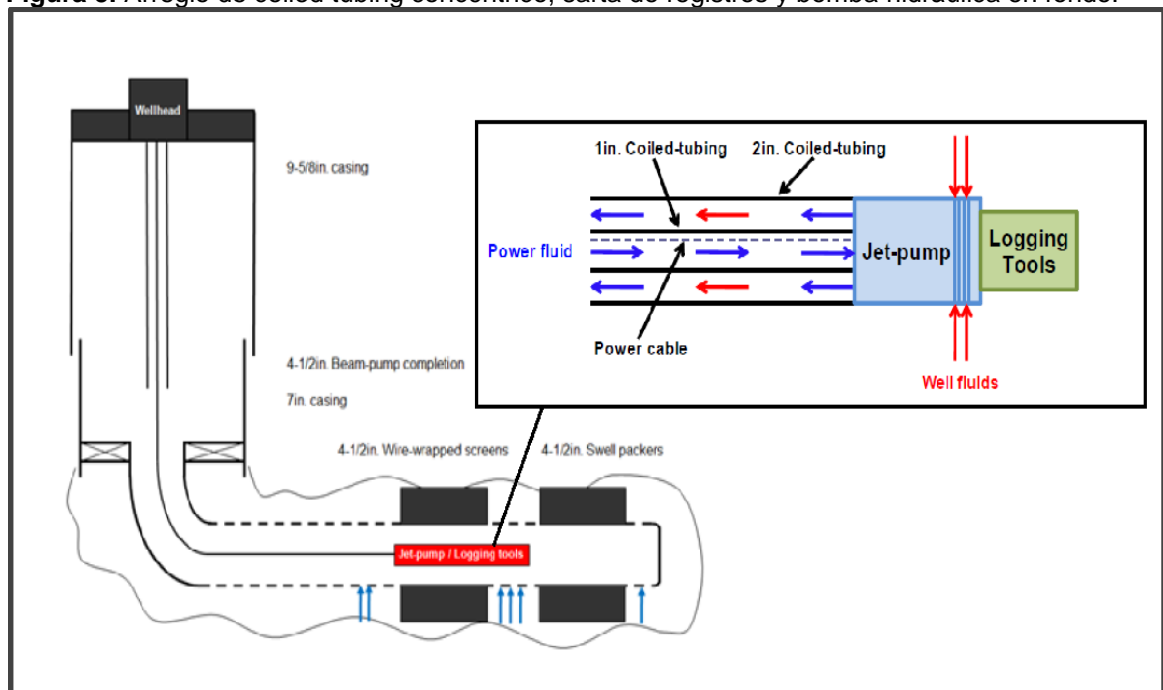 Figura 3. Arreglo de coiled tubing concéntrico, sarta de registros y bomba hidráulica en fondo.
Wellhead
9-5/8in. casing
1in. Coiled-tubing
2in. Coiled-tubing
Power fluid
Jet-pump
Logging
Tools
Power cable
Well fluids
4-1/2in. Beam-pump completion
7in. casing
4-1/2in. Wire-wrapped screens
4-1/2in. Swell packers
Jet-pump / Logging tools